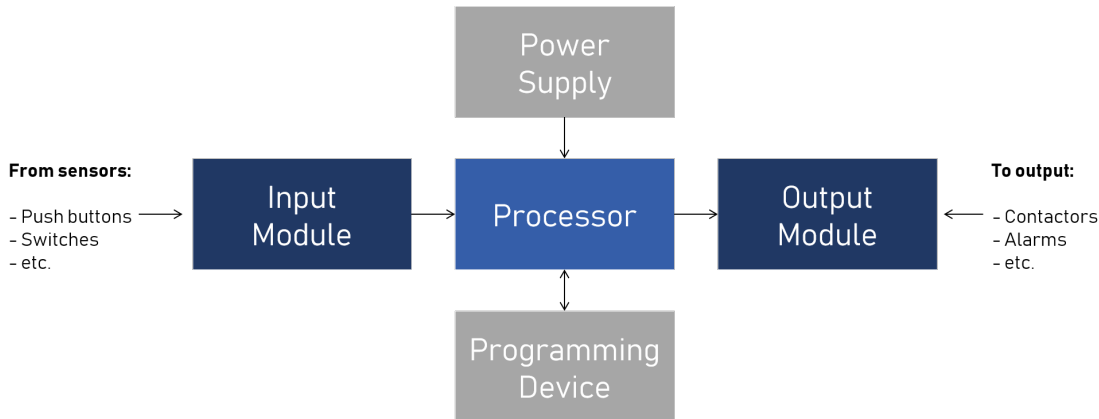 Power
Supply
From sensors:
- Push buttons
- Switches
- etc.
Input
Module
Processor
Output
Module
To output:
- Contactors
- Alarms
- etc.
Programming
Device